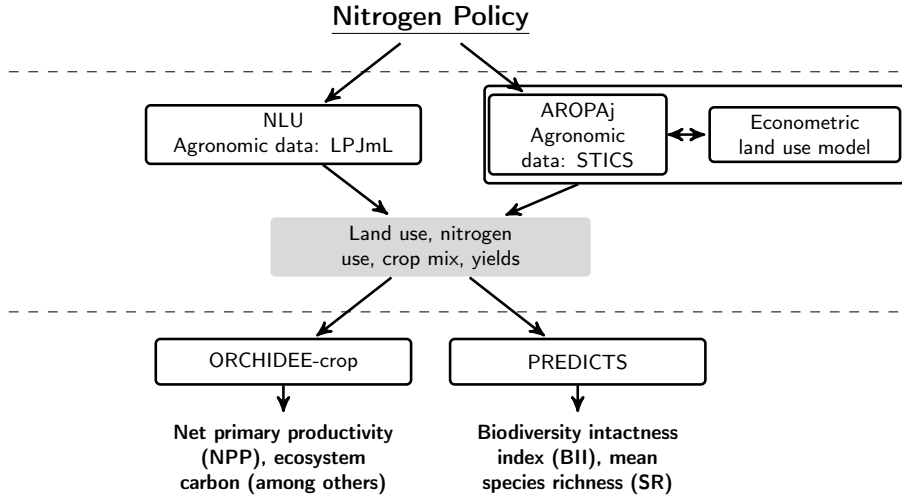 Nitrogen Policy
NLU
Agronomic data: LPJmL
AROPAj
Agronomic
data: STICS
Econometric
land use model
Land use, nitrogen
use, crop mix, yields
ORCHIDEE-crop
PREDICTS
Net primary productivity
(NPP), ecosystem
carbon (among others)
Biodiversity intactness
index (BII), mean
species richness (SR)